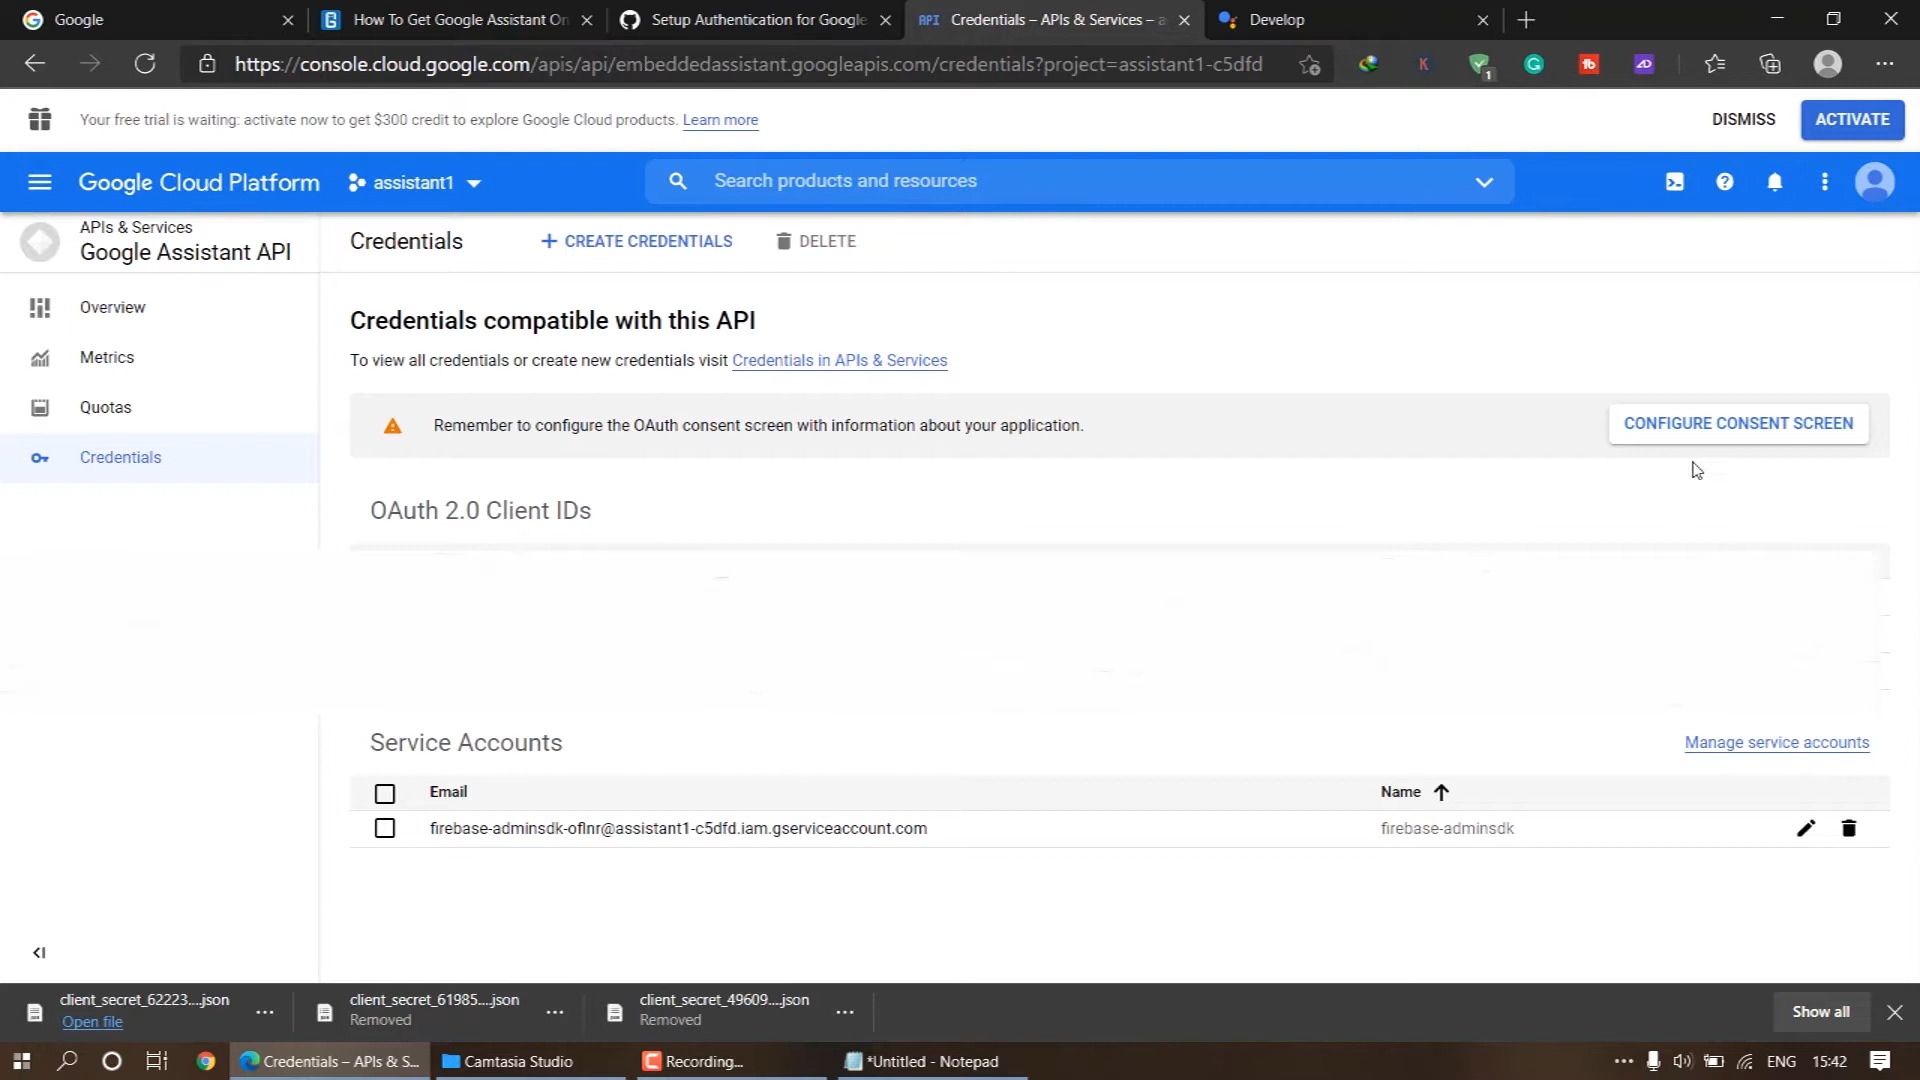 Google
How To Get Google Assistant On
Setup Authentication for Google
API Credentials – APIs & Services – a
Develop
https://console.cloud.google.com/apis/api/embeddedassistant.googleapis.com/credentials?project=assistant1-c5dfd
Your free trial is waiting: activate now to get $300 credit to explore Google Cloud products. Learn more
DISMISS
ACTIVATE
Google Cloud Platform
assistant1
Search products and resources
APIs & Services
Google Assistant API
Credentials
CREATE CREDENTIALS
DELETE
Overview
Metrics
Quotas
Credentials
Credentials compatible with this API
To view all credentials or create new credentials visit Credentials in APIs & Services
Remember to configure the OAuth consent screen with information about your application.
CONFIGURE CONSENT SCREEN
OAuth 2.0 Client IDs
Service Accounts
Manage service accounts
Email
Name
firebase-adminsdk-oflnr@assistant1-c5dfd.iam.gserviceaccount.com
firebase-adminsdk
client_secret_62223....json
Open file
client_secret_61985....json
Removed
client_secret_49609....json
Removed
Show all
Credentials – APIs & S...
Camtasia Studio
Recording...
*Untitled - Notepad
ENG
15:42